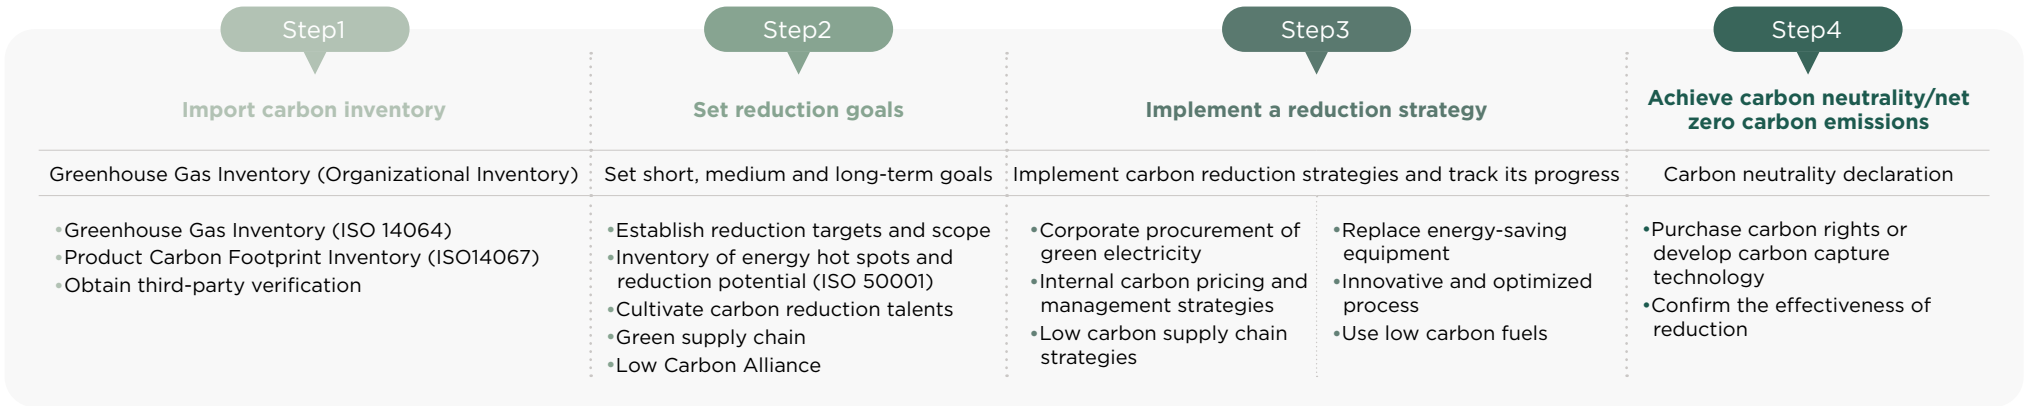 Step1
Import carbon inventory
Greenhouse Gas Inventory (Organizational Inventory)
•Greenhouse Gas Inventory (ISO 14064)
•Product Carbon Footprint Inventory (ISO14067)
•Obtain third-party verification
Step2
Set reduction goals
Set short, medium and long-term goals
•Establish reduction targets and scope
•Inventory of energy hot spots and
reduction potential (ISO 50001)
•Cultivate carbon reduction talents
•Green supply chain
•Low Carbon Alliance
Step3
Implement a reduction strategy
Implement carbon reduction strategies and track its progress
•Corporate procurement of
green electricity
•Internal carbon pricing and
management strategies
•Low carbon supply chain
strategies
•Replace energy-saving
equipment
•Innovative and optimized
process
•Use low carbon fuels
Step4
Achieve carbon neutrality/net
zero carbon emissions
Carbon neutrality declaration
•Purchase carbon rights or
develop carbon capture
technology
•Confirm the effectiveness of
reduction